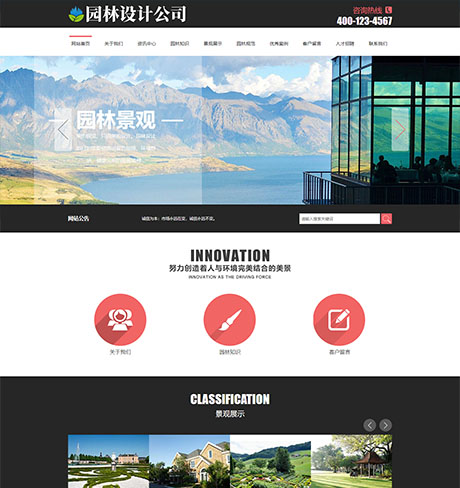 园林设计公司
咨询热线
400-123-4567
网站首页 关于我们 资讯中心 园林知识 景观展示 园林规范 优秀案例 客户留言 人才招聘 联系我们
园林景观
网站公告 诚信为本:市场永远在变,诚信永远不变。 请输入搜索关键词
INNOVATION
努力创造着人与环境完美结合的美景
INNOVATION AS THE DRIVING FORCE
关于我们 园林知识 客户留言
CLASSIFICATION
景观展示